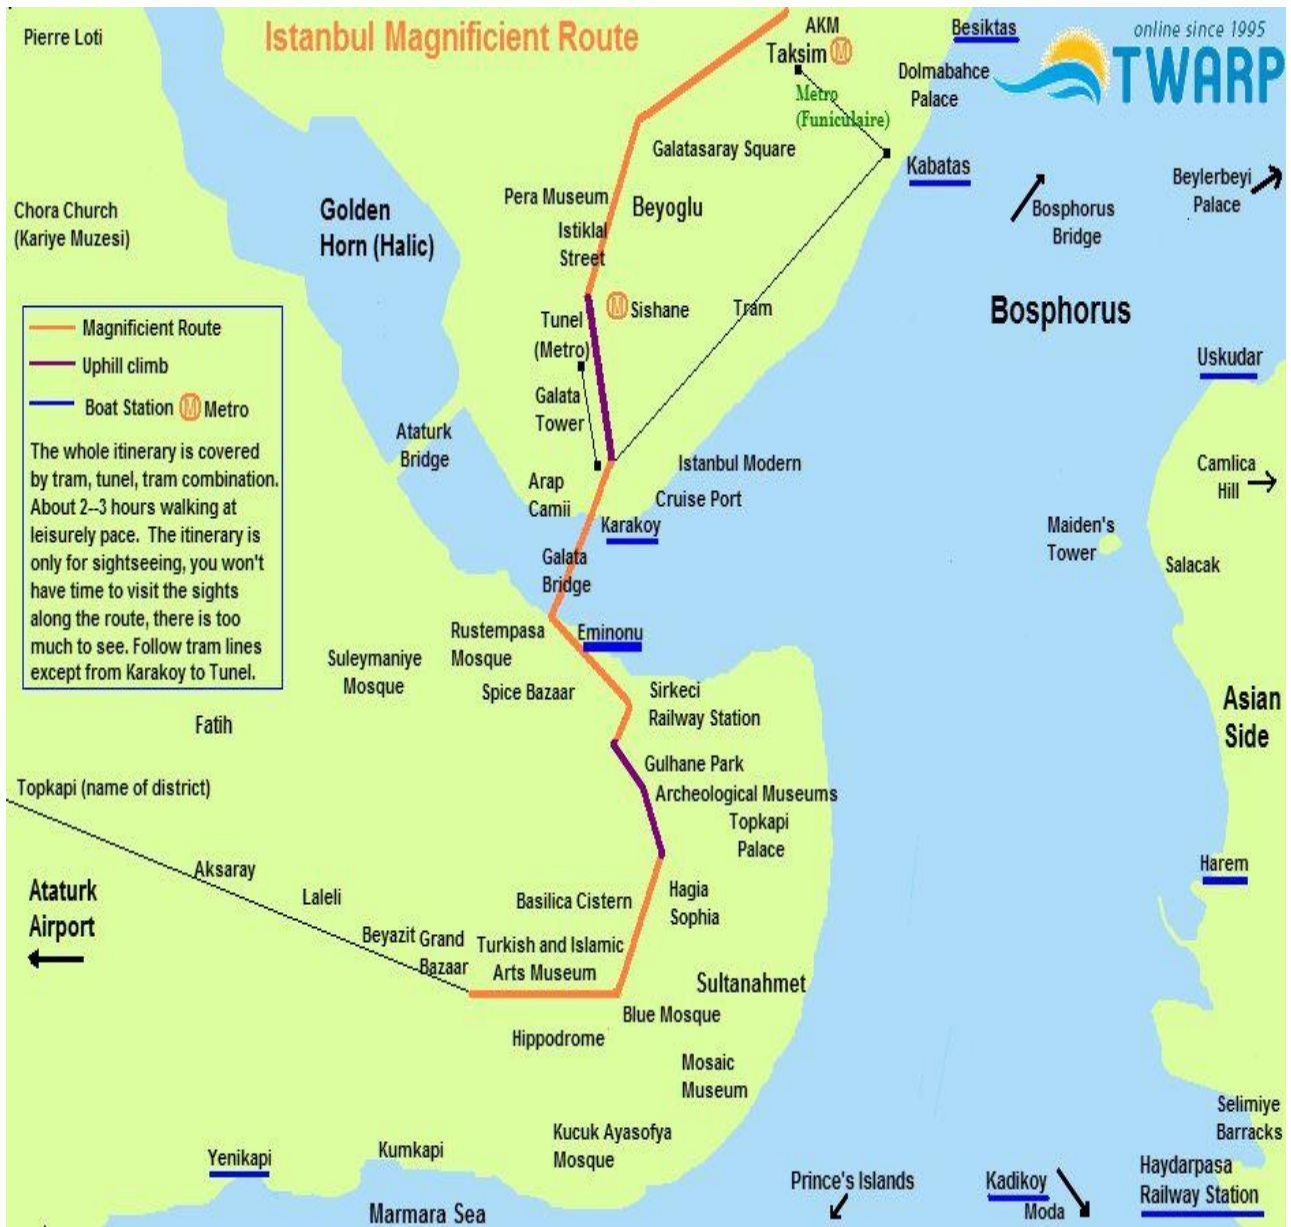 Pierre Loti
Istanbul Magnificient Route
AKM
Taksim M
Besiktas
online since 1995
TWARP
Dolmabahce
Palace
Metro
(Funiculaire)
Galatasaray Square
Kabatas
Beylerbeyi
Palace
Bosphorus
Bridge
Pera Museum
Beyoglu
Istiklal
Street
Chora Church
(Kariye Muzesi)
Golden
Horn (Halic)
Bosphorus
M Sishane
Tram
Tunel
(Metro)
Galata
Tower
Uskudar
Magnificient Route
Uphill climb
Boat Station M Metro
The whole itinerary is covered
by tram, tunel, tram combination.
About 2--3 hours walking at
leisurely pace. The itinerary is
only for sightseeing, you won't
have time to visit the sights
along the route, there is too
much to see. Follow tram lines
except from Karakoy to Tunel.
Ataturk
Bridge
Arap
Camii
Istanbul Modern
Cruise Port
Karakoy
Camlica
Hill
Maiden's
Tower
Salacak
Galata
Bridge
Rustempasa
Mosque
Eminonu
Suleymaniye
Mosque
Spice Bazaar
Sirkeci
Railway Station
Asian
Side
Fatih
Gulhane Park
Archeological Museums
Topkapi
Palace
Topkapi (name of district)
Aksaray
Laleli
Harem
Ataturk
Airport
Basilica Cistern
Hagia
Sophia
Beyazit
Grand
Bazaar
Turkish and Islamic
Arts Museum
Sultanahmet
Blue Mosque
Hippodrome
Mosaic
Museum
Selimiye
Barracks
Kucuk Ayasofya
Mosque
Yenikapi
Kumkapi
Marmara Sea
Prince's Islands
Kadikoy
Moda
Haydarpasa
Railway Station